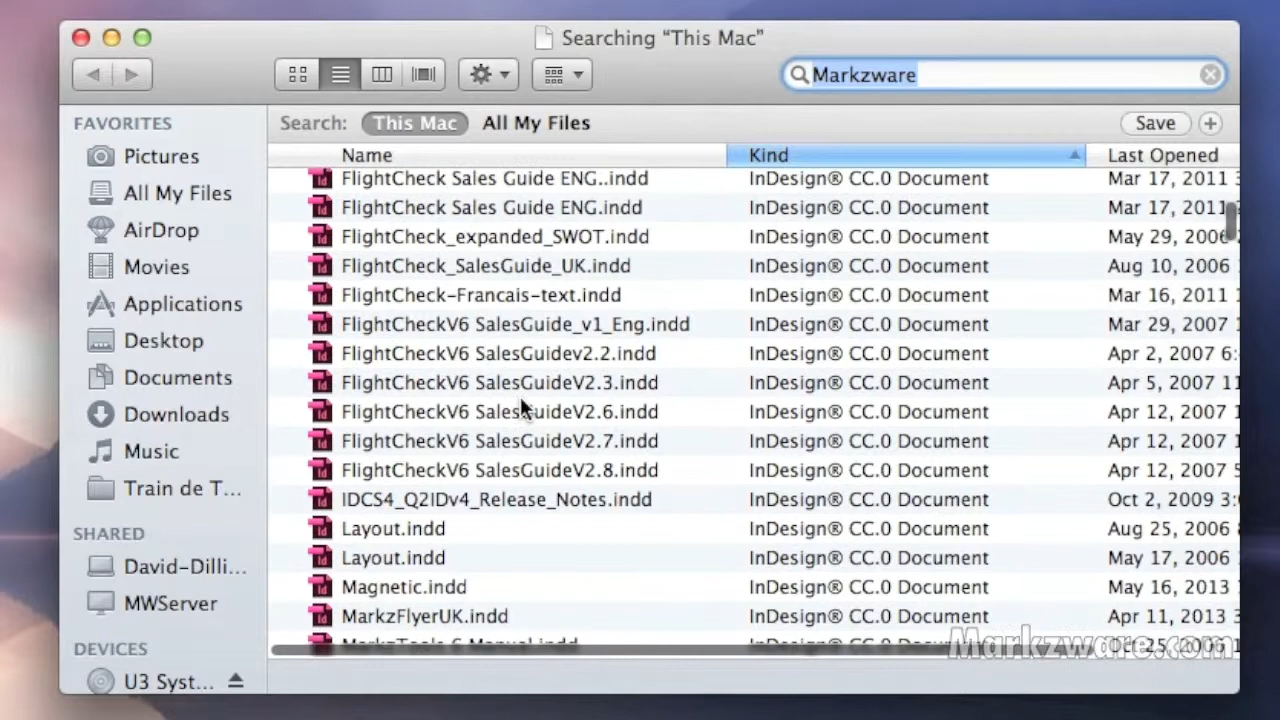 Searching “This Mac”
Markzware
FAVORITES
Pictures
All My Files
AirDrop
Movies
Applications
Desktop
Documents
Downloads
Music
Train de T...
SHARED
David-Dilli...
MWServer
DEVICES
U3 Syst...
Search: This Mac All My Files Save
Name Kind Last Opened
FlightCheck Sales Guide ENG..indd InDesign® CC.0 Document Mar 17, 2011
FlightCheck Sales Guide ENG.indd InDesign® CC.0 Document Mar 17, 2011
FlightCheck_expanded_SWOT.indd InDesign® CC.0 Document May 29, 2006
FlightCheck_SalesGuide_UK.indd InDesign® CC.0 Document Aug 10, 2006
FlightCheck-Francais-text.indd InDesign® CC.0 Document Mar 16, 2011
FlightCheckV6 SalesGuide_v1_Eng.indd InDesign® CC.0 Document Mar 29, 2007
FlightCheckV6 SalesGuidev2.2.indd InDesign® CC.0 Document Apr 2, 2007 6:
FlightCheckV6 SalesGuideV2.3.indd InDesign® CC.0 Document Apr 5, 2007 11
FlightCheckV6 SalesGuideV2.6.indd InDesign® CC.0 Document Apr 12, 2007
FlightCheckV6 SalesGuideV2.7.indd InDesign® CC.0 Document Apr 12, 2007
FlightCheckV6 SalesGuideV2.8.indd InDesign® CC.0 Document Apr 12, 2007
IDCS4_Q2IDv4_Release_Notes.indd InDesign® CC.0 Document Oct 2, 2009 3:
Layout.indd InDesign® CC.0 Document Aug 25, 2006
Layout.indd InDesign® CC.0 Document May 17, 2006
Magnetic.indd InDesign® CC.0 Document May 16, 2013
MarkzFlyerUK.indd InDesign® CC.0 Document Apr 11, 2013
MarkzTools 6 Manual.indd
Markzware.com